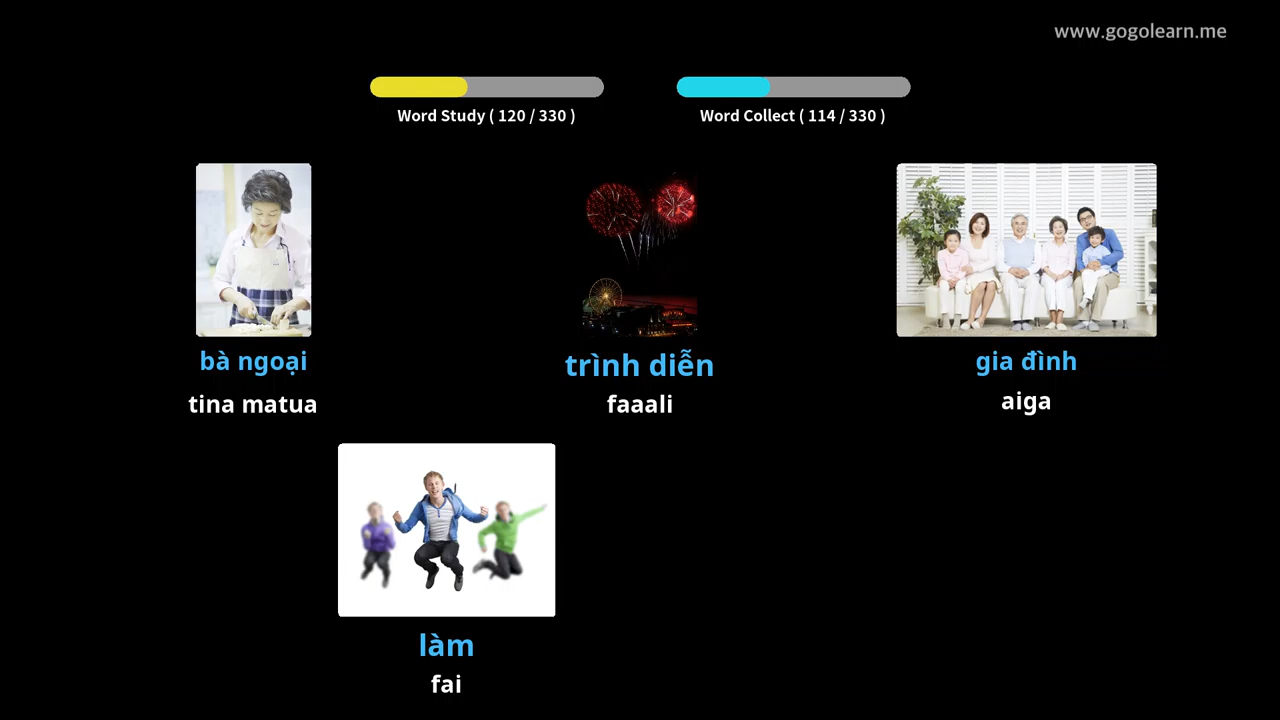 www.gogolearn.me
Word Study ( 120 / 330 )
Word Collect ( 114 / 330 )
bà ngoại
tina matua
trình diễn
faaali
gia đình
aiga
làm
fai